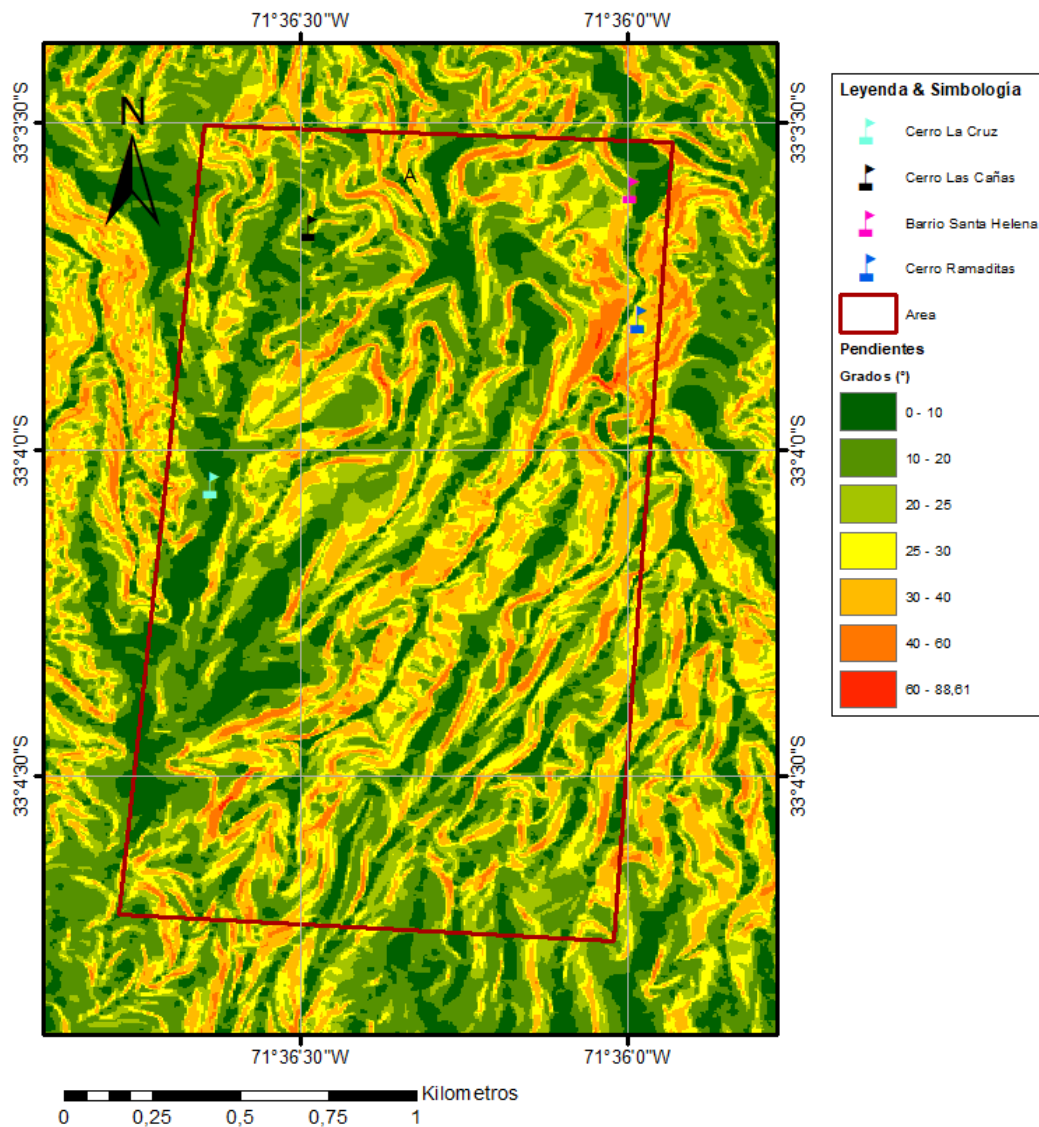 71°36'30"W
71°36'0"W
N
A
33°3'30"S
33°3'30"S
33°4'0"S
33°4'0"S
33°4'30"S
33°4'30"S
71°36'30"W
71°36'0"W
Kilometros
0
0,25
0,5
0,75
1
Leyenda & Simbología
Cerro La Cruz
Cerro Las Cañas
Barrio Santa Helena
Cerro Ramaditas
Area
Pendientes
Grados (°)
0 - 10
10 - 20
20 - 25
25 - 30
30 - 40
40 - 60
60 - 88,61